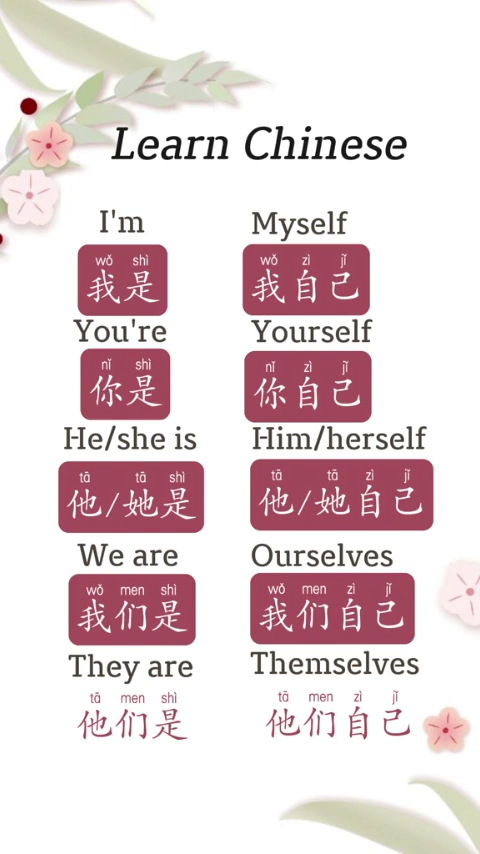 Learn Chinese
I'm Myself
wǒ shì wǒ zì jǐ
我是 我自己
You're Yourself
nǐ shì nǐ zì jǐ
你是 你自己
He/she is Him/herself
tā tā shì tā tā zì jǐ
他/她是 他/她自己
We are Ourselves
wǒ men shì wǒ men zì jǐ
我们是 我们自己
They are Themselves
tā men shì tā men zì jǐ
他们是 他们自己